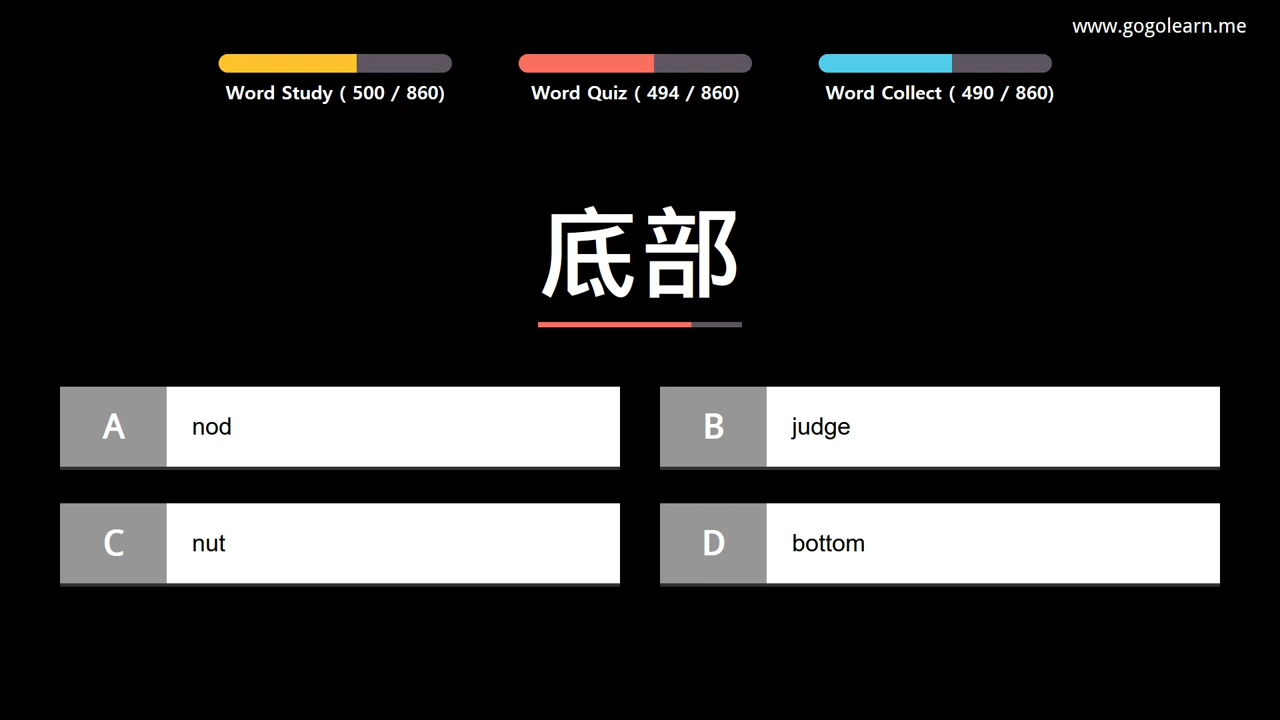 www.gogolearn.me
Word Study ( 500 / 860)
Word Quiz ( 494 / 860)
Word Collect ( 490 / 860)
底部
A nod
B judge
C nut
D bottom